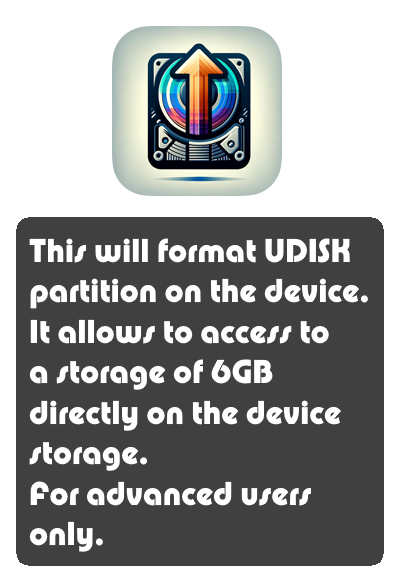 This will format UDISK
partition on the device.
It allows to access to
a storage of 6GB
directly on the device
storage.
For advanced users
only.